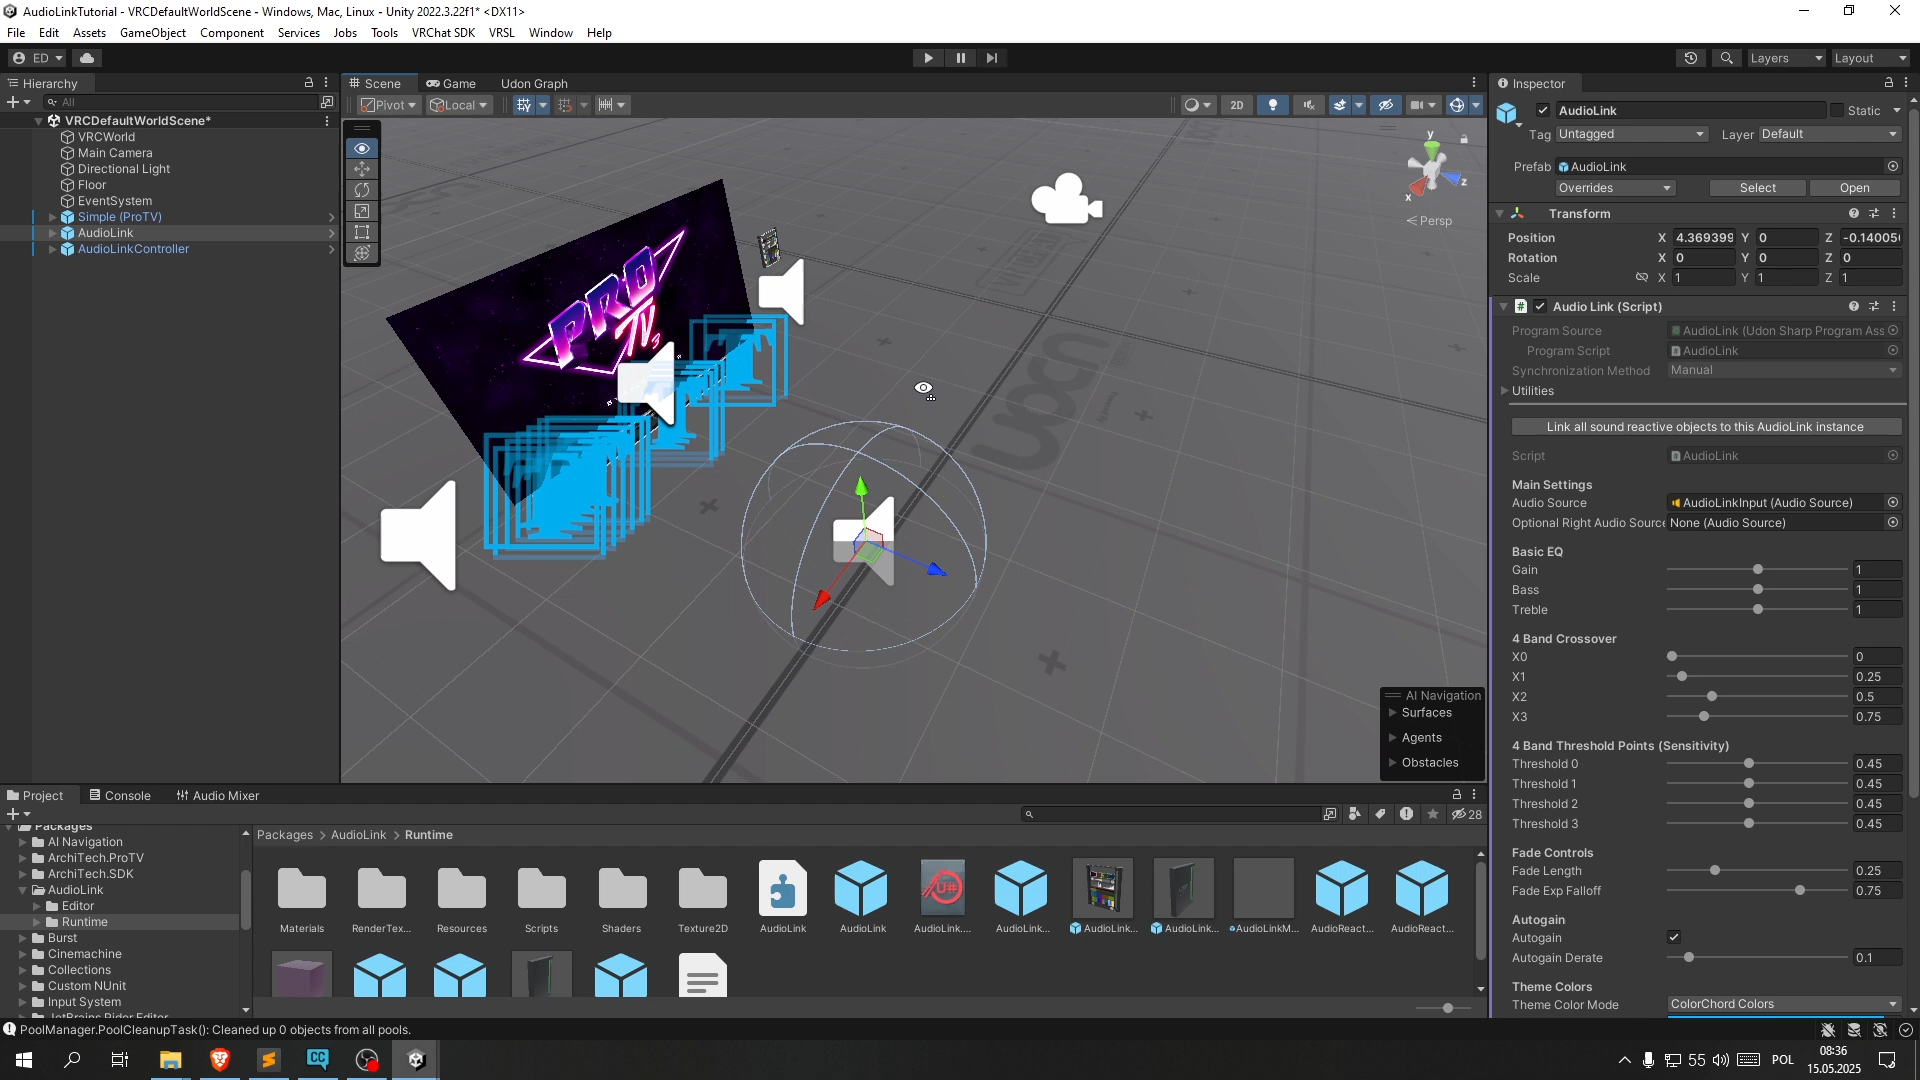 AudioLinkTutorial - VRCDefaultWorldScene - Windows, Mac, Linux - Unity 2022.3.22f1* <DX11>
File Edit Assets GameObject Component Services Jobs Tools VRChat SDK VRSL Window Help
ED
Layers
Layout
Hierarchy
All
VRCDefaultWorldScene*
VRCWorld
Main Camera
Directional Light
Floor
EventSystem
Simple (ProTV)
AudioLink
AudioLinkController
Scene
Game
Udon Graph
Pivot
Local
2D
y
z
x
Persp
PRO
TV
3
udon
AI Navigation
Surfaces
Agents
Obstacles
Inspector
AudioLink
Static
Tag Untagged
Layer Default
Prefab AudioLink
Overrides Select Open
Transform
Position X 4.369399 Y 0 Z -0.14005
Rotation X 0 Y 0 Z 0
Scale X 1 Y 1 Z 1
Audio Link (Script)
Program Source AudioLink (Udon Sharp Program Ass
Program Script AudioLink
Synchronization Method Manual
Utilities
Link all sound reactive objects to this AudioLink instance
Script AudioLink
Main Settings
Audio Source AudioLinkInput (Audio Source)
Optional Right Audio Source None (Audio Source)
Basic EQ
Gain 1
Bass 1
Treble 1
4 Band Crossover
X0 0
X1 0.25
X2 0.5
X3 0.75
4 Band Threshold Points (Sensitivity)
Threshold 0 0.45
Threshold 1 0.45
Threshold 2 0.45
Threshold 3 0.45
Fade Controls
Fade Length 0.25
Fade Exp Falloff 0.75
Autogain
Autogain
Autogain Derate 0.1
Theme Colors
Theme Color Mode ColorChord Colors
Project
Console
Audio Mixer
28
Packages
AI Navigation
ArchiTech.ProTV
ArchiTech.SDK
AudioLink
Editor
Runtime
Burst
Cinemachine
Collections
Custom NUnit
Input System
JetBrains Rider Editor
Packages > AudioLink > Runtime
Materials RenderTex... Resources Scripts Shaders Texture2D AudioLink AudioLink AudioLink.... AudioLink... AudioLink... AudioLink... AudioLinkM... AudioReact... AudioReact...
PoolManager.PoolCleanupTask(): Cleaned up 0 objects from all pools.
CC
55
POL
08:36
15.05.2025